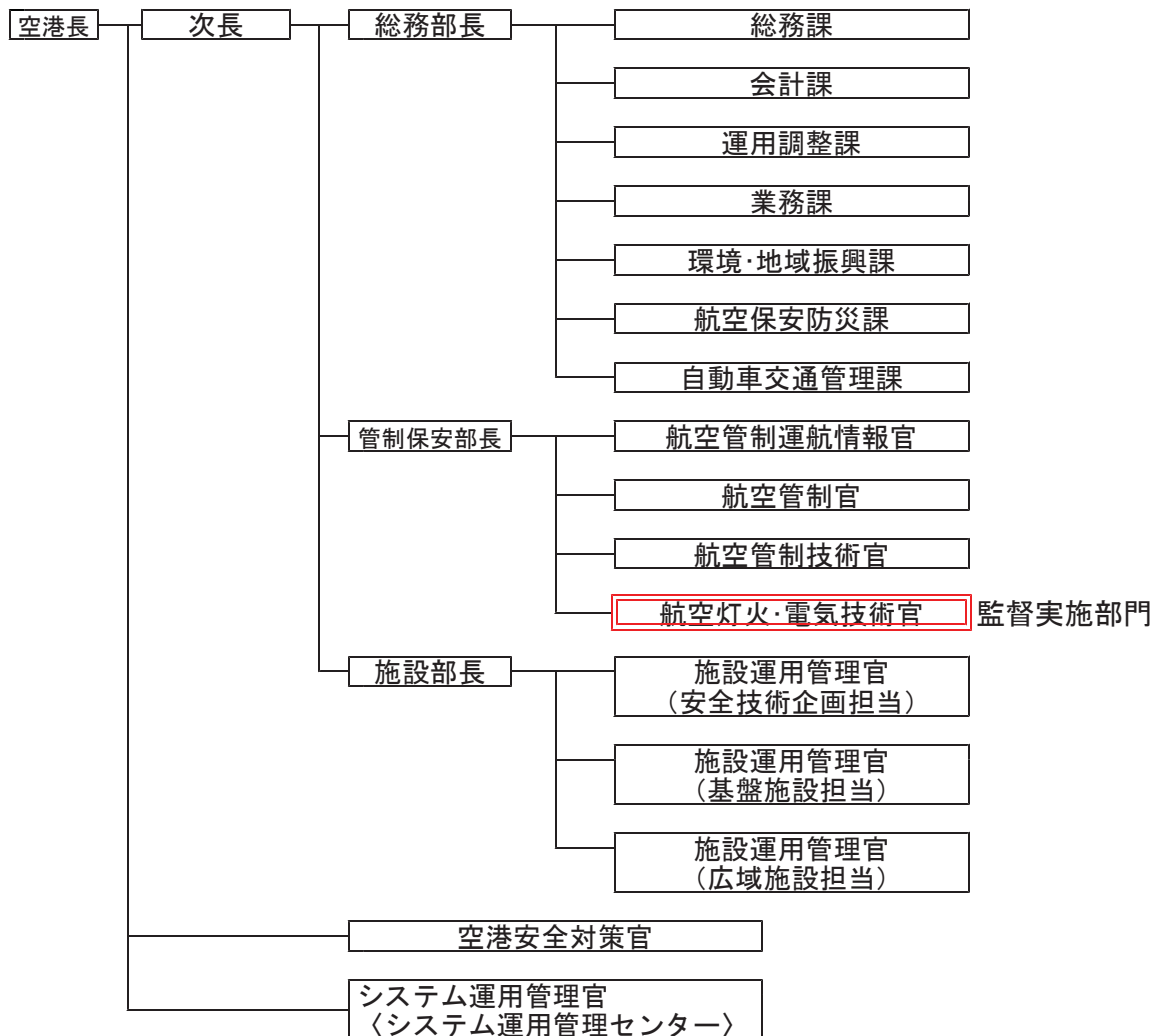 空港長
次長
総務部長
総務課
会計課
運用調整課
業務課
環境･地域振興課
航空保安防災課
自動車交通管理課
管制保安部長
航空管制運航情報官
航空管制官
航空管制技術官
航空灯火･電気技術官
監督実施部門
施設部長
施設運用管理官
（安全技術企画担当）
施設運用管理官
（基盤施設担当）
施設運用管理官
（広域施設担当）
空港安全対策官
システム運用管理官
〈システム運用管理センター〉